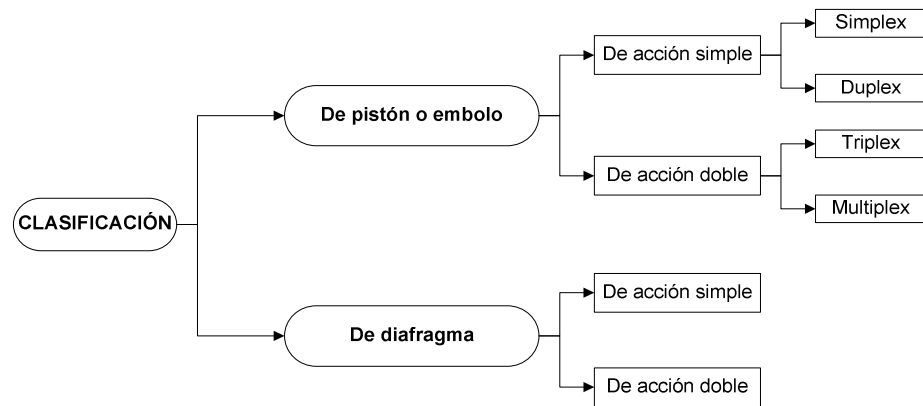 CLASIFICACIÓN
De pistón o embolo
De acción simple
Simplex
Duplex
De acción doble
Triplex
Multiplex
De diafragma
De acción simple
De acción doble